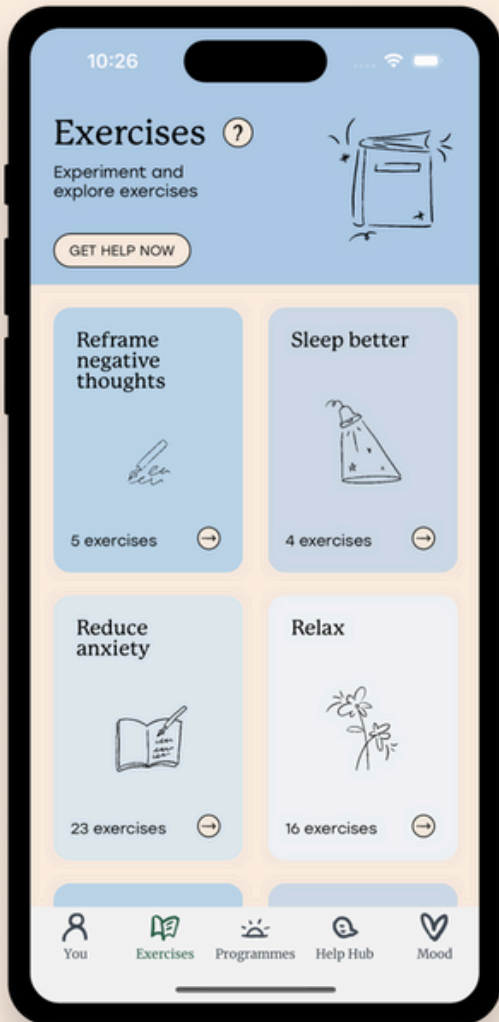 10:26
Exercises ?
Experiment and
explore exercises
GET HELP NOW
Reframe
negative
thoughts
5 exercises
Sleep better
4 exercises
Reduce
anxiety
23 exercises
Relax
16 exercises
You
Exercises
Programmes
Help Hub
Mood